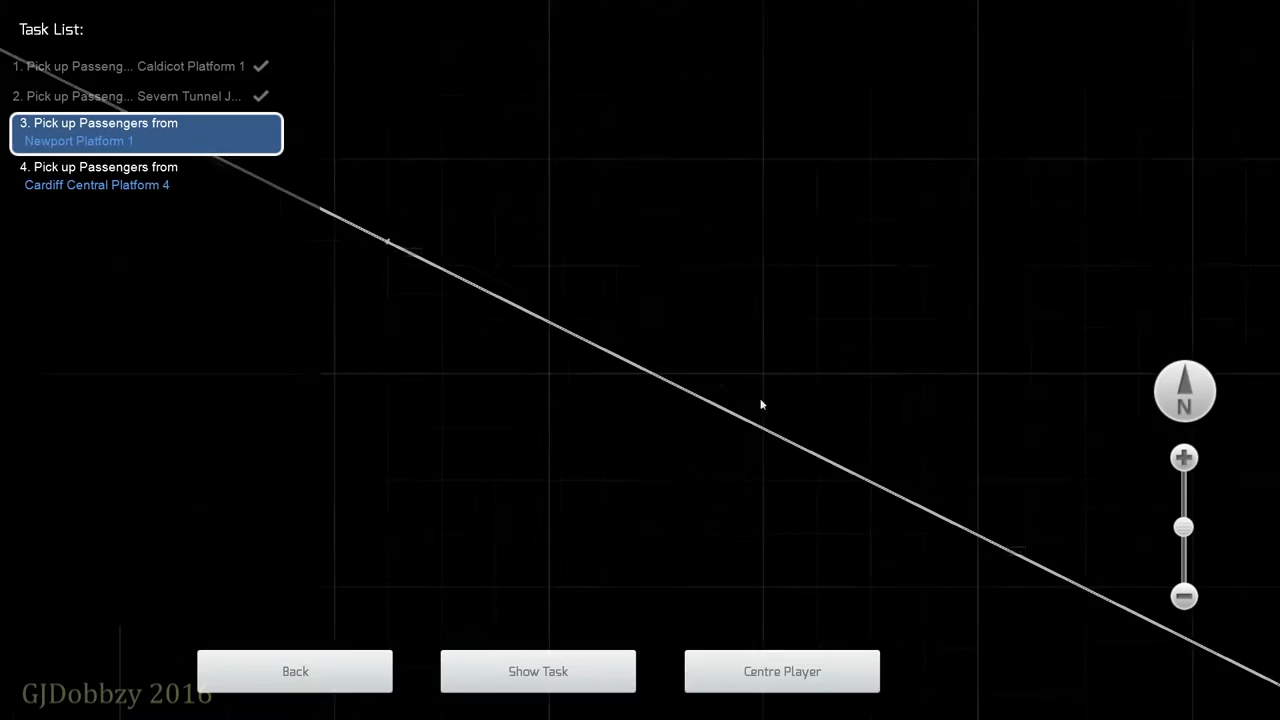 Task List:
1. Pick up Passeng... Caldicot Platform 1
2. Pick up Passeng... Severn Tunnel J...
3. Pick up Passengers from
Newport Platform 1
4. Pick up Passengers from
Cardiff Central Platform 4
N
Back
Show Task
Centre Player
GJDobbzy 2016